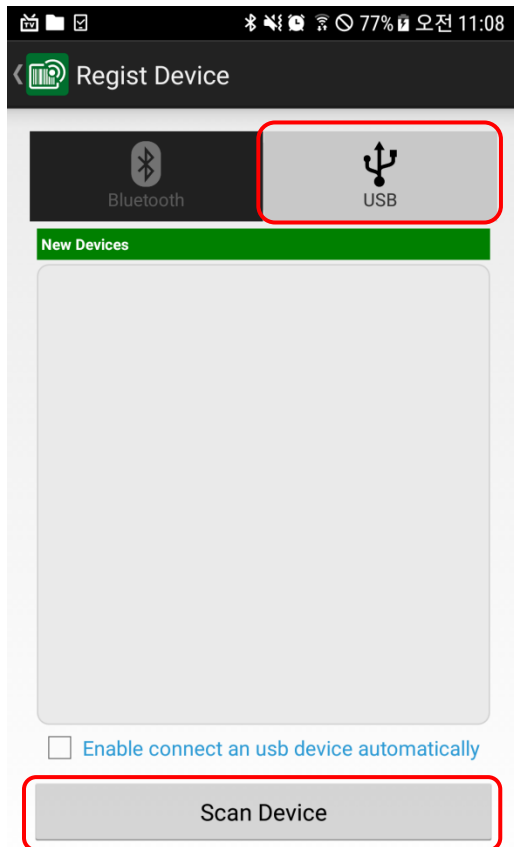 77% 오전 11:08
Regist Device
Bluetooth
USB
New Devices
Enable connect an usb device automatically
Scan Device